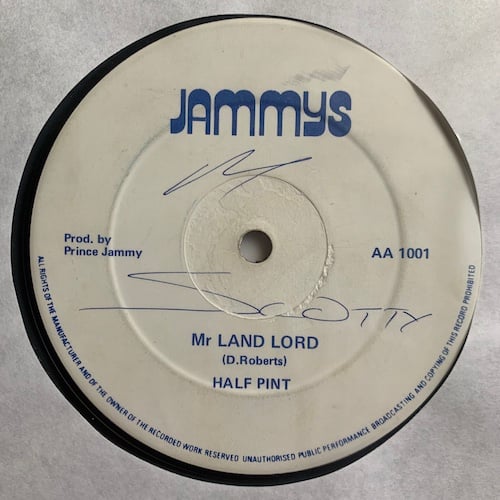 JAMMYS
Prod. by
Prince Jammy
AA 1001
SCOTTY
Mr LAND LORD
(D.Roberts)
HALF PINT
ALL RIGHTS OF THE MANUFACTURER AND OF THE OWNER OF THE RECORDED WORK RESERVED UNAUTHORISED PUBLIC PERFORMANCE BROADCASTING AND COPYING OF THIS RECORD PROHIBITED